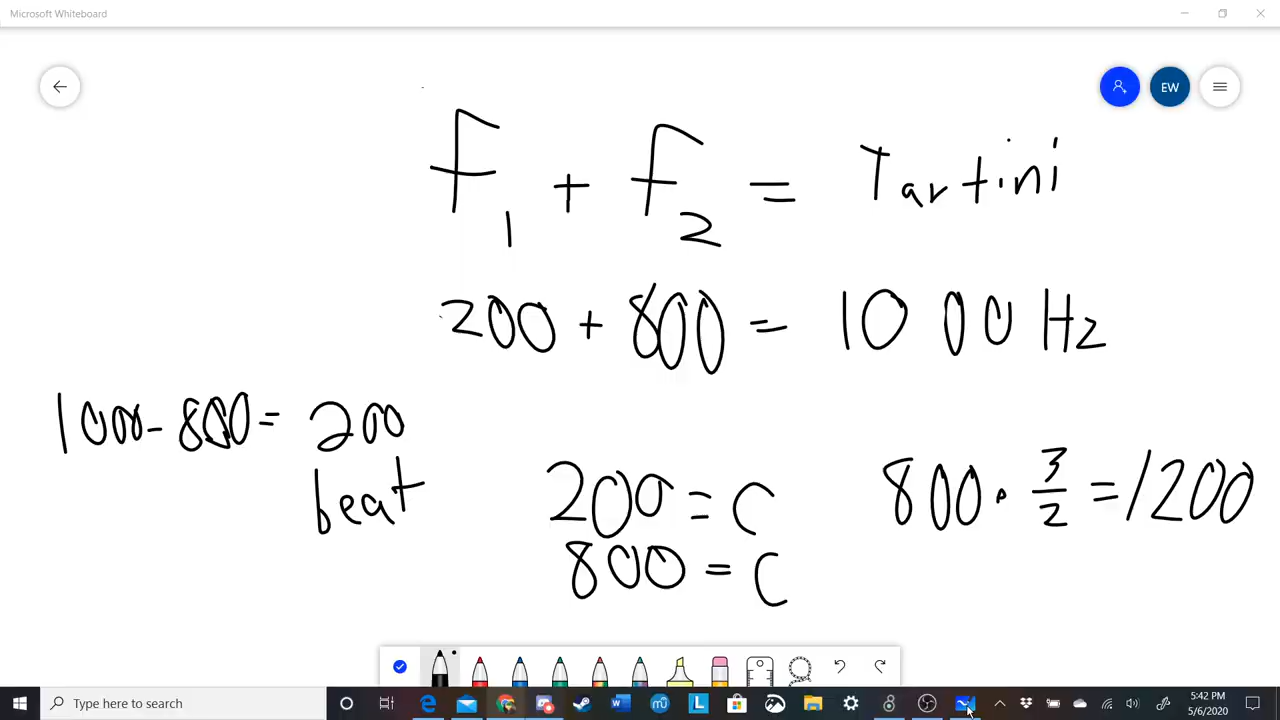 Microsoft Whiteboard
EW
f1 + f2 = Tartini
200 + 800 = 1000 Hz
1000 - 800 = 200
beat
200 = C
800 = C
800 · 3/2 = 1200
Type here to search
5:42 PM
5/6/2020